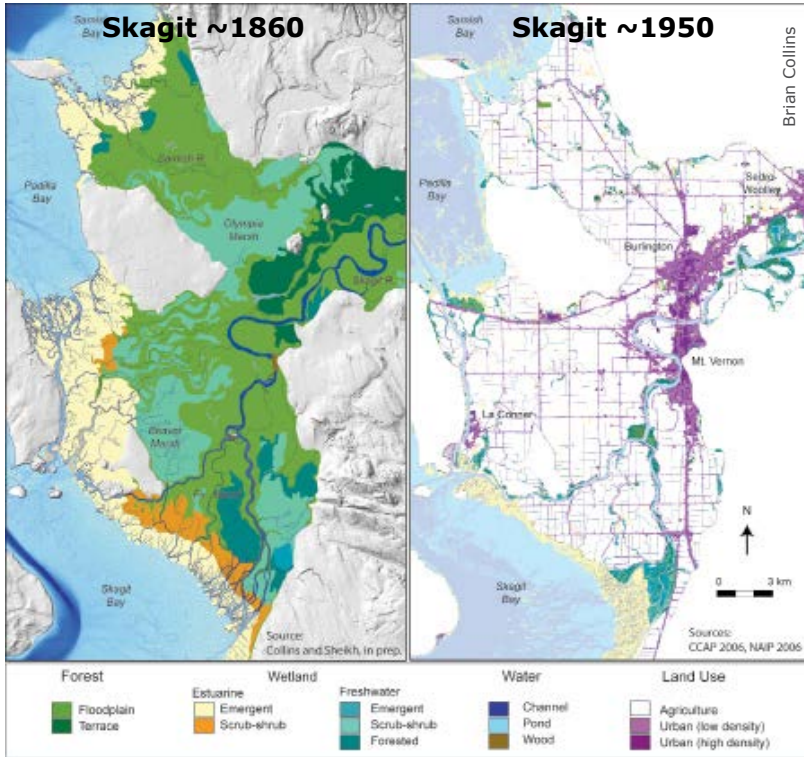 Skagit ~1860
Skagit ~1950
Brian Collins
Samish
Bay
Samish R.
Padilla
Bay
Olympia
Marsh
Skagit R.
Beaver
Marsh
Skagit
Bay
Source:
Collins and Sheikh, in prep.
Samish
Bay
Padilla
Bay
Sedro-
Woolley
Burlington
Mt. Vernon
La Conner
N
0 3 km
Skagit
Bay
Sources:
CCAP 2006, NAIP 2006
Forest
Floodplain
Terrace
Wetland
Estuarine
Emergent
Scrub-shrub
Freshwater
Emergent
Scrub-shrub
Forested
Water
Channel
Pond
Wood
Land Use
Agriculture
Urban (low density)
Urban (high density)